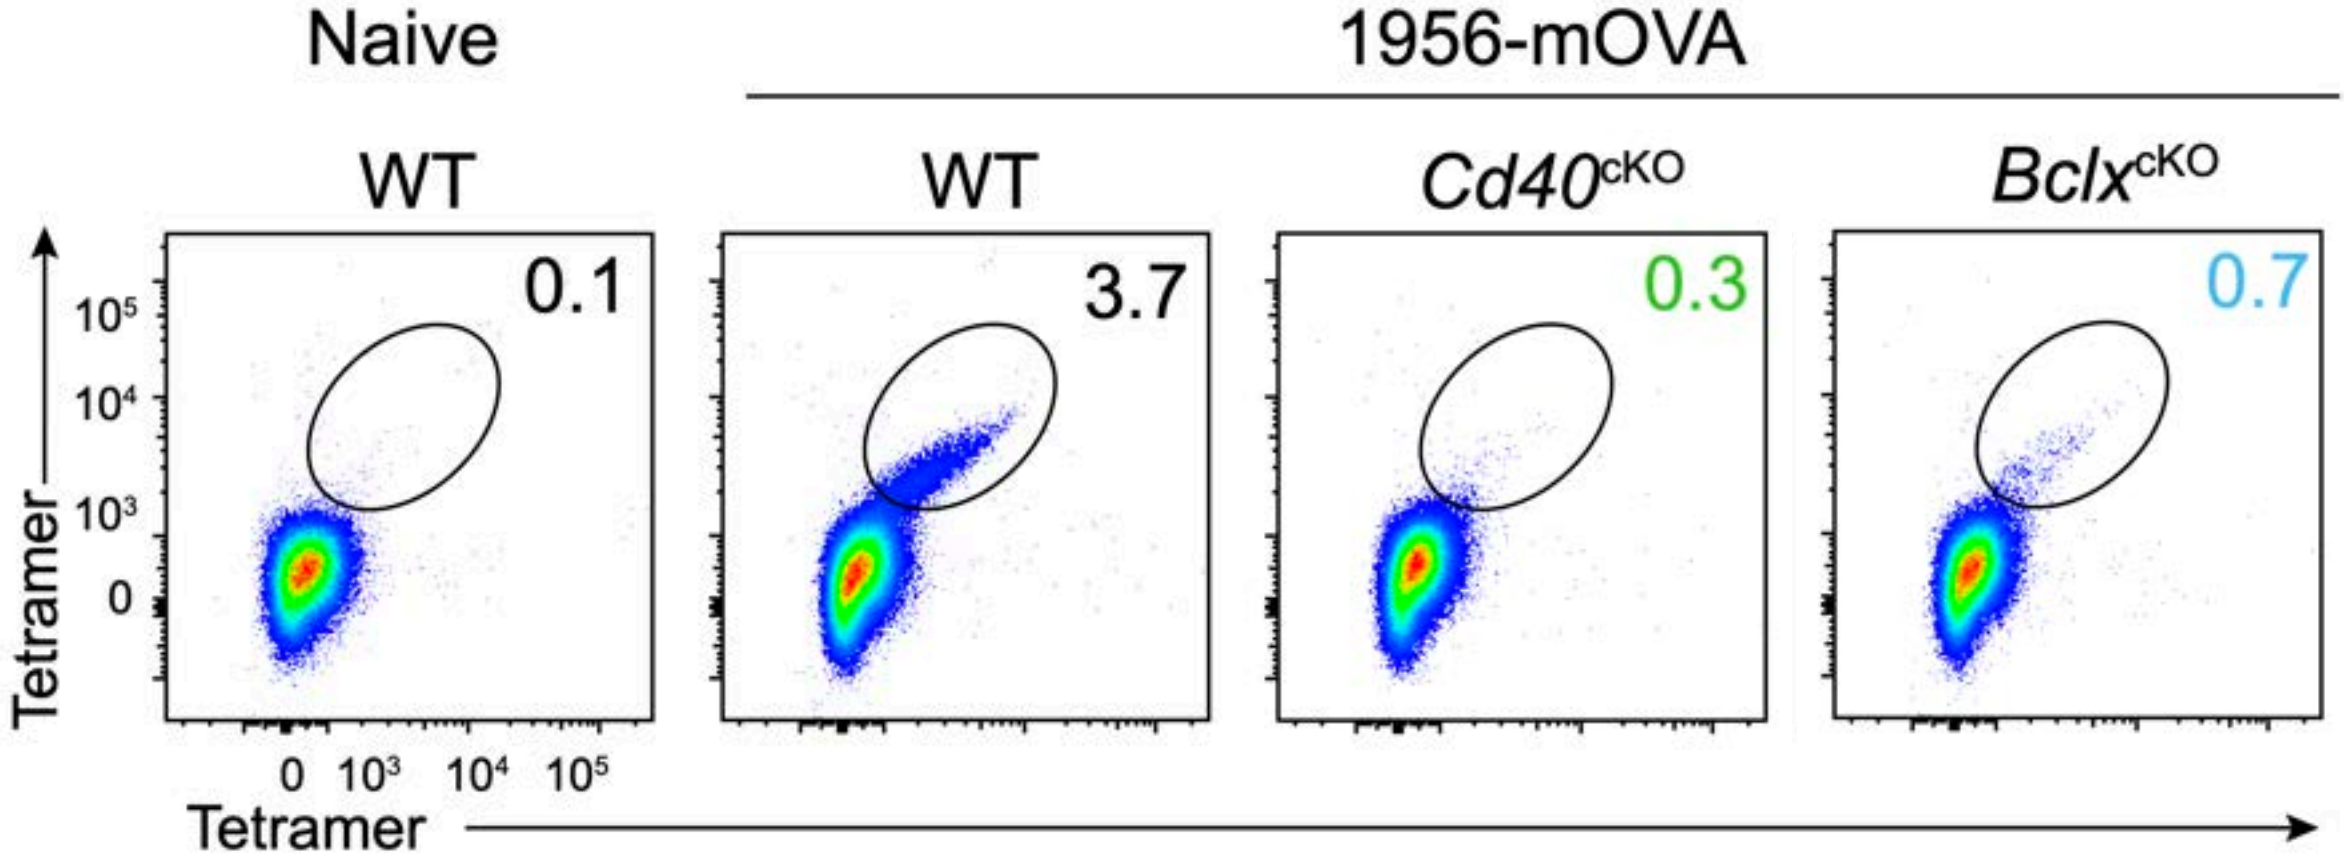 Naive 1956-mOVA
WT WT Cd40cKO BclxcKO
0.1 3.7 0.3 0.7
10⁵
10⁴
10³
0
Tetramer
0 10³ 10⁴ 10⁵
Tetramer